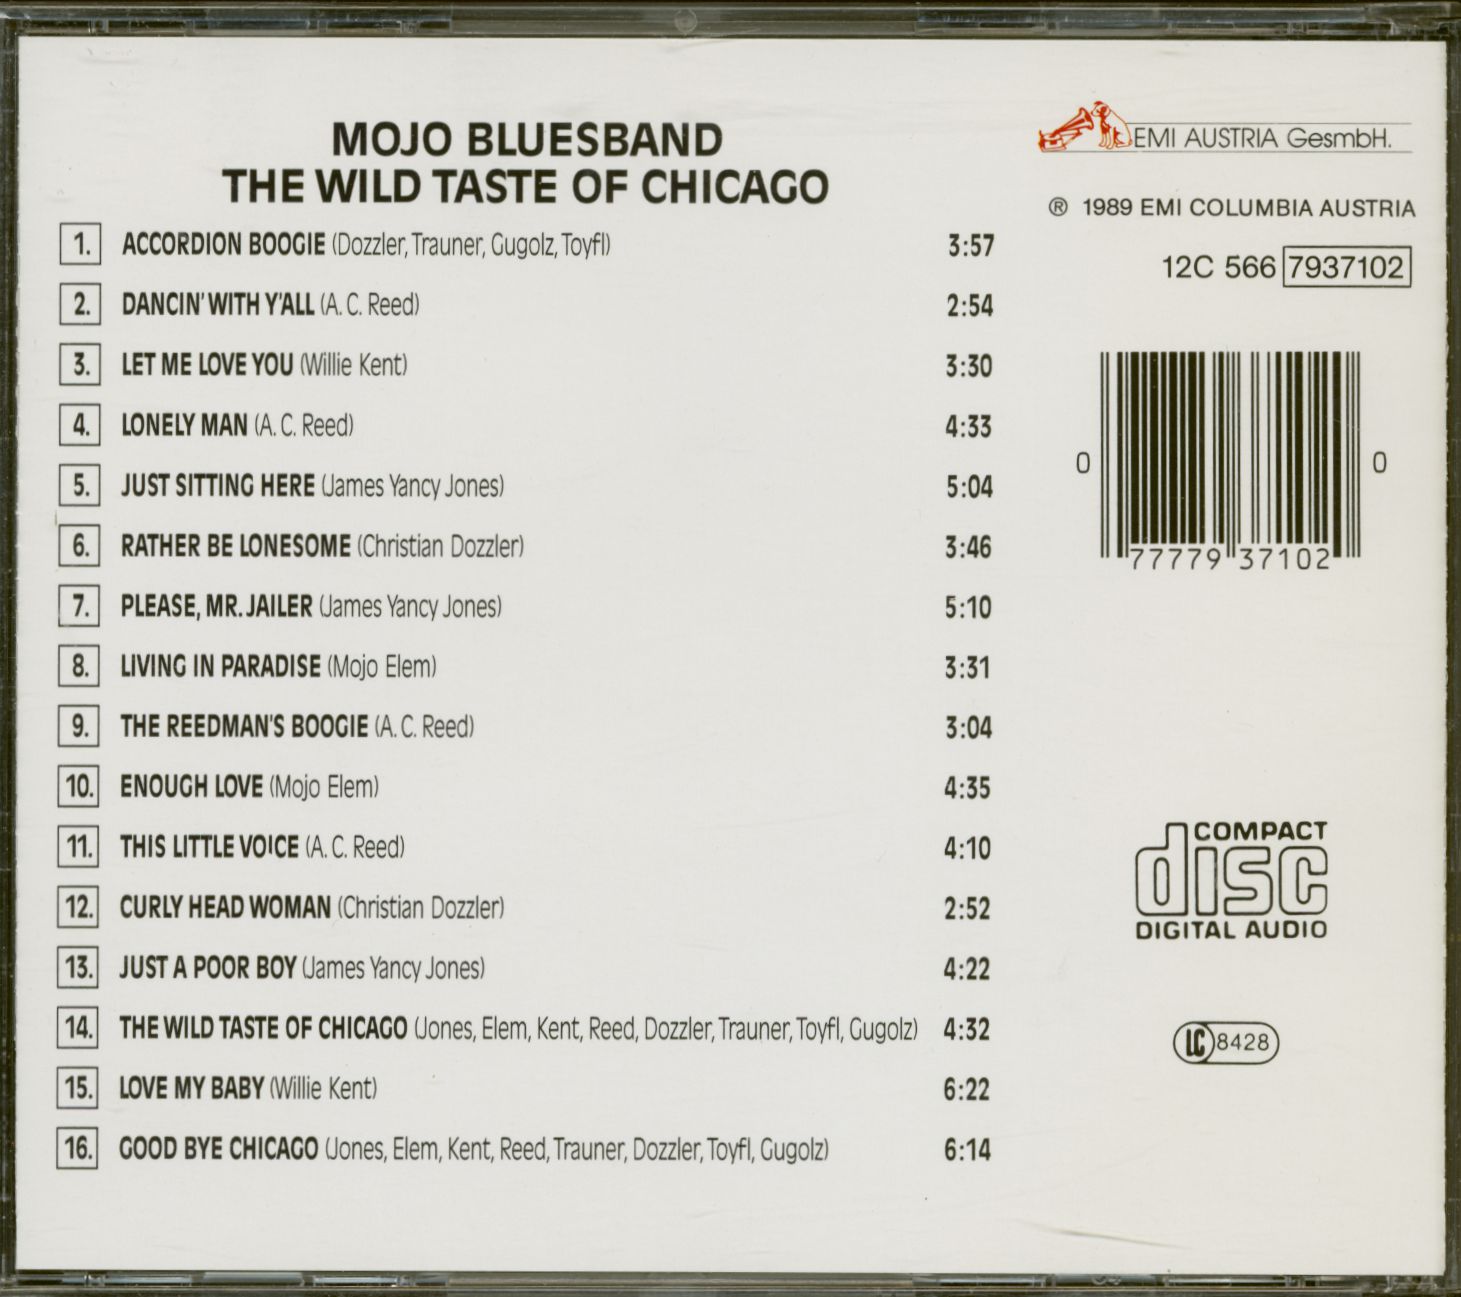 MOJO BLUESBAND
THE WILD TASTE OF CHICAGO
1. ACCORDION BOOGIE (Dozzler, Trauner, Gugolz, Toyfl) 3:57
2. DANCIN' WITH Y'ALL (A. C. Reed) 2:54
3. LET ME LOVE YOU (Willie Kent) 3:30
4. LONELY MAN (A. C. Reed) 4:33
5. JUST SITTING HERE (James Yancy Jones) 5:04
6. RATHER BE LONESOME (Christian Dozzler) 3:46
7. PLEASE, MR. JAILER (James Yancy Jones) 5:10
8. LIVING IN PARADISE (Mojo Elem) 3:31
9. THE REEDMAN'S BOOGIE (A. C. Reed) 3:04
10. ENOUGH LOVE (Mojo Elem) 4:35
11. THIS LITTLE VOICE (A. C. Reed) 4:10
12. CURLY HEAD WOMAN (Christian Dozzler) 2:52
13. JUST A POOR BOY (James Yancy Jones) 4:22
14. THE WILD TASTE OF CHICAGO (Jones, Elem, Kent, Reed, Dozzler, Trauner, Toyfl, Gugolz) 4:32
15. LOVE MY BABY (Willie Kent) 6:22
16. GOOD BYE CHICAGO (Jones, Elem, Kent, Reed, Trauner, Dozzler, Toyfl, Gugolz) 6:14
EMI AUSTRIA GesmbH.
® 1989 EMI COLUMBIA AUSTRIA
12C 566 7937102
0 77779 37102 0
COMPACT
disc
DIGITAL AUDIO
LC 8428